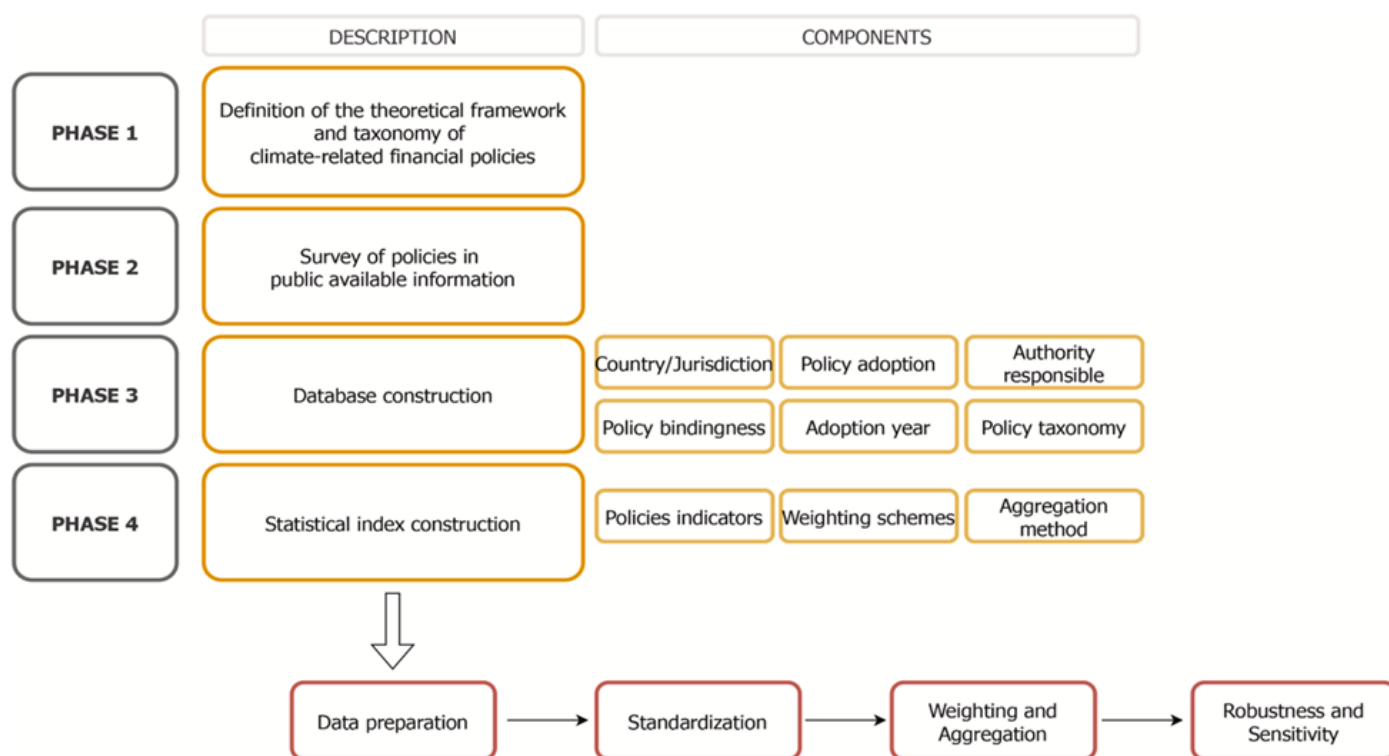 DESCRIPTION
COMPONENTS
PHASE 1
Definition of the theoretical framework
and taxonomy of
climate-related financial policies
PHASE 2
Survey of policies in
public available information
PHASE 3
Database construction
Country/Jurisdiction
Policy adoption
Authority
responsible
Policy bindingness
Adoption year
Policy taxonomy
PHASE 4
Statistical index construction
Policies indicators
Weighting schemes
Aggregation
method
Data preparation
Standardization
Weighting and
Aggregation
Robustness and
Sensitivity